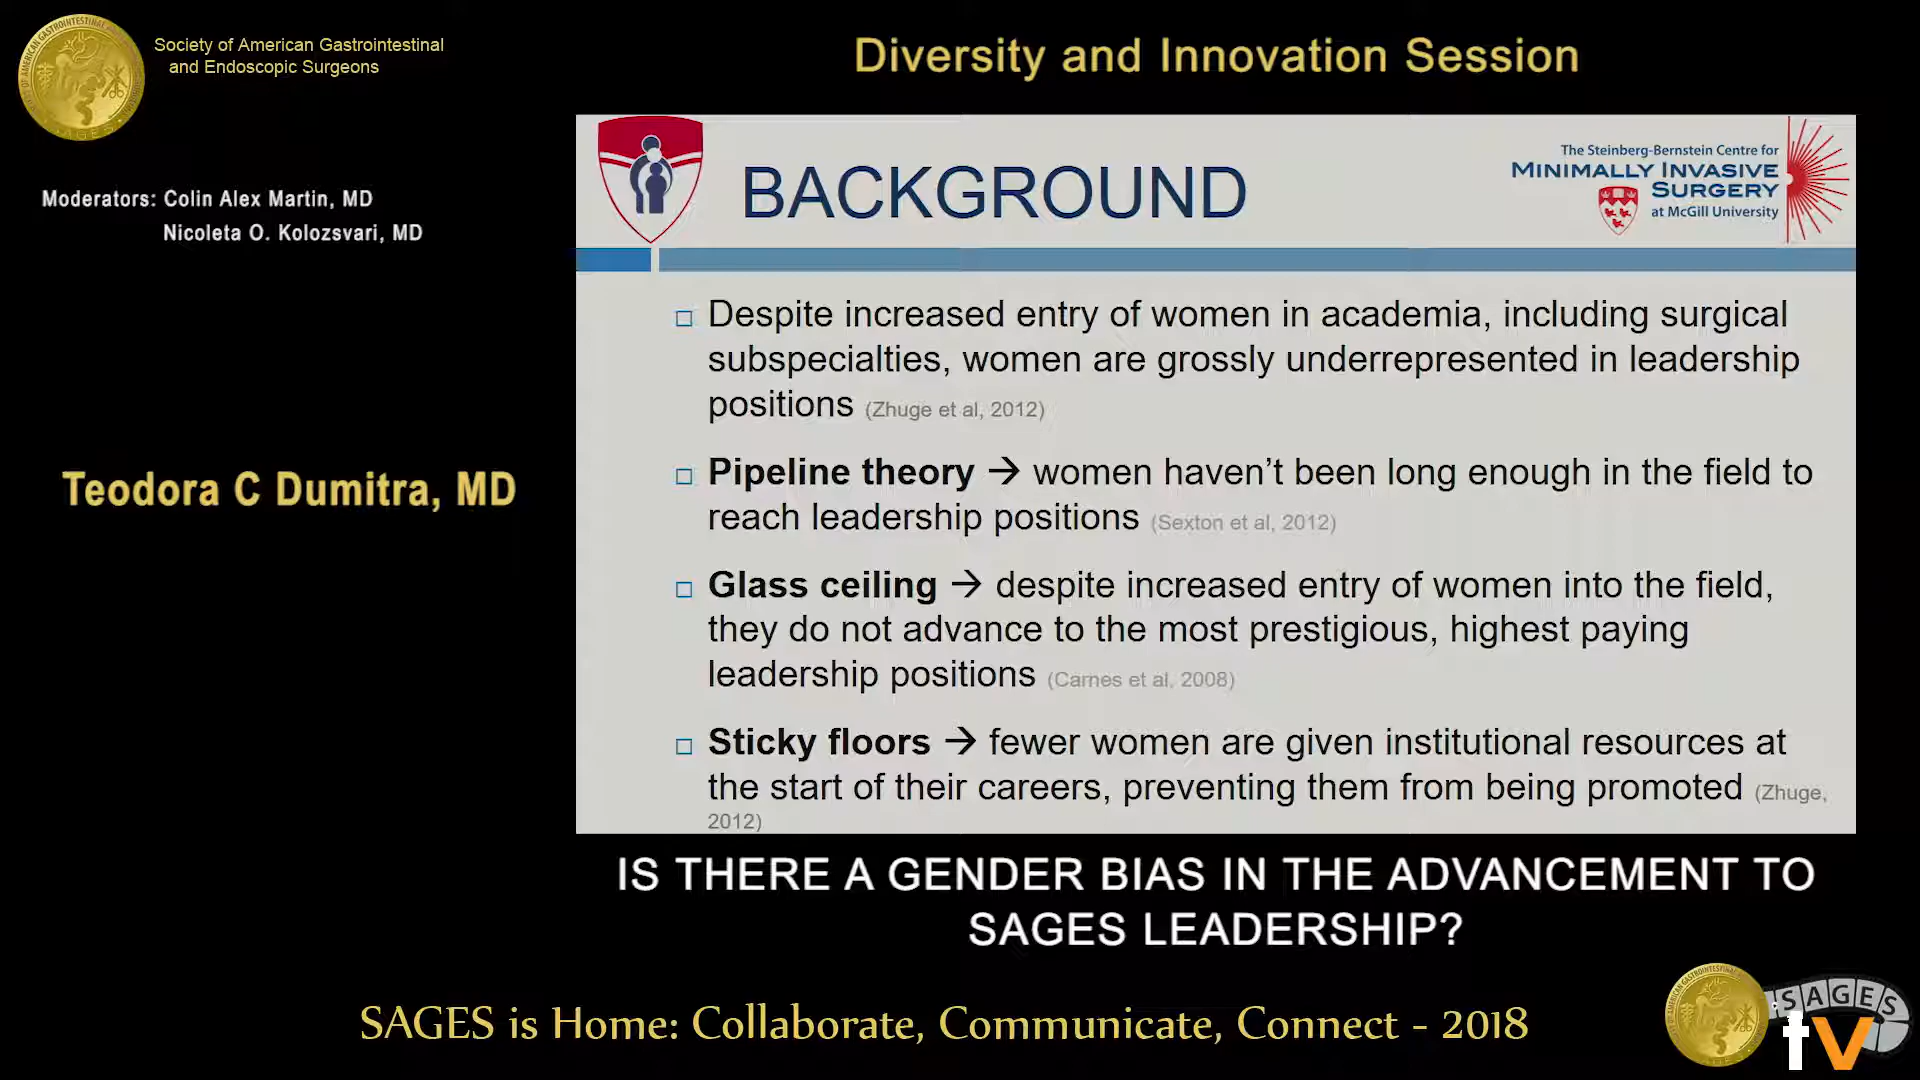 Society of American Gastrointestinal
and Endoscopic Surgeons
Diversity and Innovation Session
Moderators: Colin Alex Martin, MD
Nicoleta O. Kolozsvari, MD
Teodora C Dumitra, MD
BACKGROUND
The Steinberg-Bernstein Centre for
MINIMALLY INVASIVE
SURGERY
at McGill University
□ Despite increased entry of women in academia, including surgical
subspecialties, women are grossly underrepresented in leadership
positions (Zhuge et al, 2012)
□ Pipeline theory → women haven’t been long enough in the field to
reach leadership positions (Sexton et al, 2012)
□ Glass ceiling → despite increased entry of women into the field,
they do not advance to the most prestigious, highest paying
leadership positions (Carnes et al, 2008)
□ Sticky floors → fewer women are given institutional resources at
the start of their careers, preventing them from being promoted (Zhuge,
2012)
IS THERE A GENDER BIAS IN THE ADVANCEMENT TO
SAGES LEADERSHIP?
SAGES is Home: Collaborate, Communicate, Connect - 2018
SAGES
tv